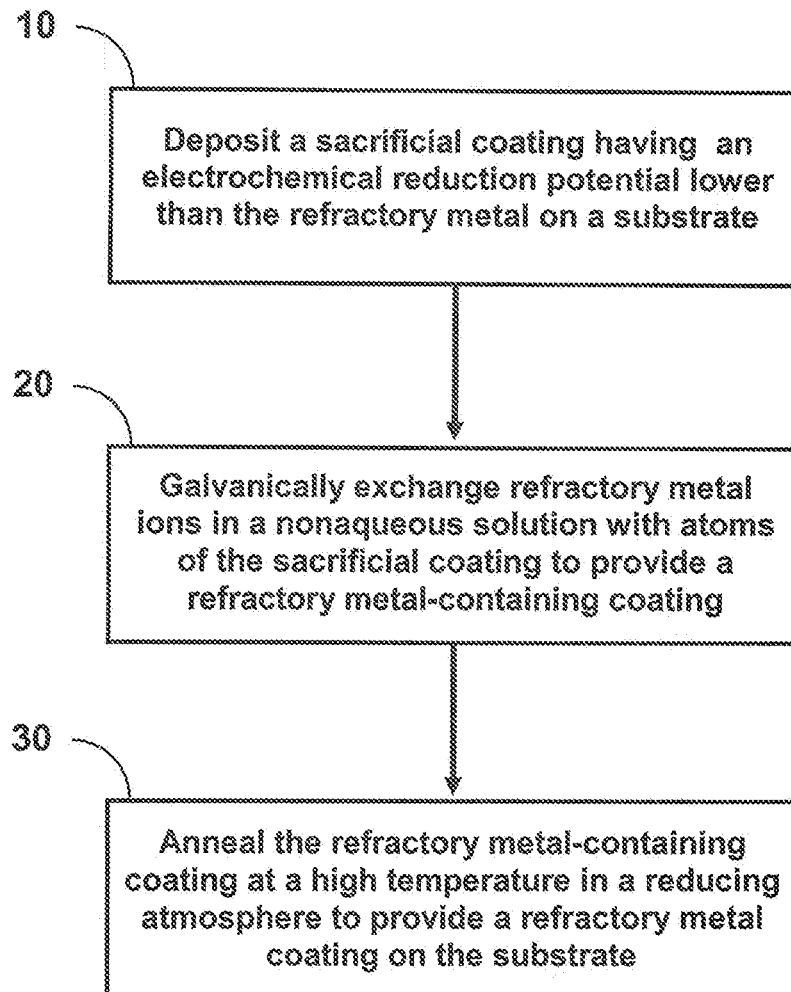 10
Deposit a sacrificial coating having an
electrochemical reduction potential lower
than the refractory metal on a substrate
20
Galvanically exchange refractory metal
ions in a nonaqueous solution with atoms
of the sacrificial coating to provide a
refractory metal-containing coating
30
Anneal the refractory metal-containing
coating at a high temperature in a reducing
atmosphere to provide a refractory metal
coating on the substrate